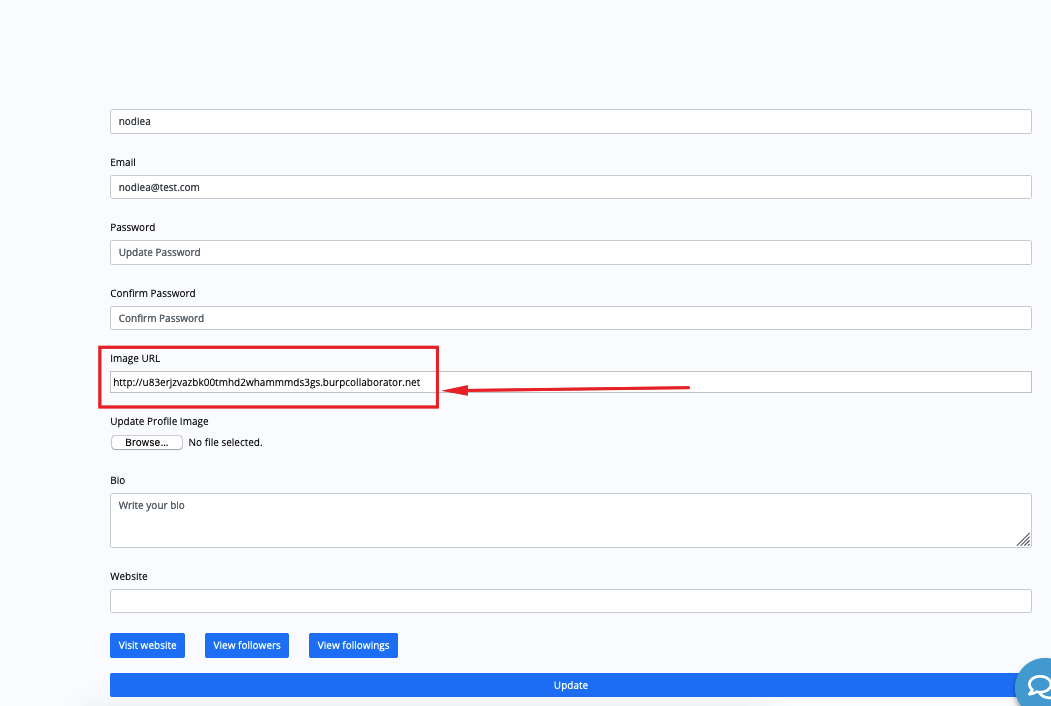 nodiea
Email
nodiea@test.com
Password
Update Password
Confirm Password
Confirm Password
Image URL
http://u83erjzvazbk00tmhd2whammmds3gs.burpcollaborator.net
Update Profile Image
Browse... No file selected.
Bio
Write your bio
Website
Visit website View followers View followings
Update